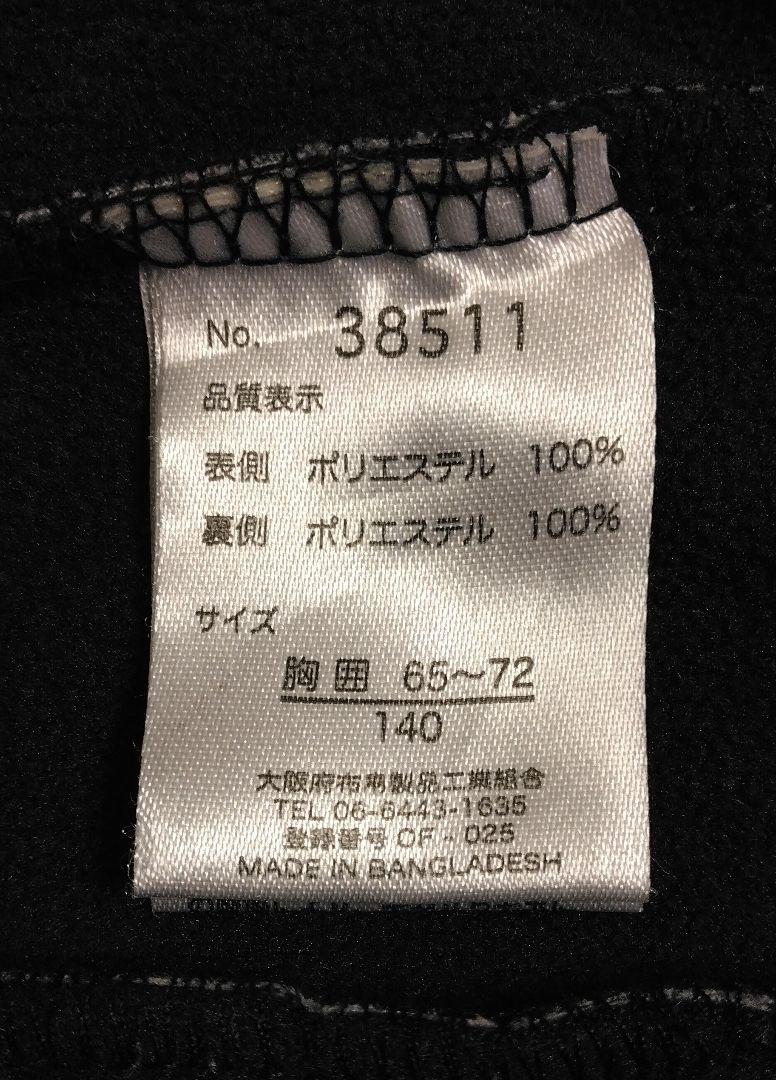 No. 38511
品質表示
表側 ポリエステル 100%
裏側 ポリエステル 100%
サイズ
胸囲 65～72
140
大阪府布帛製品工業組合
TEL 06-6443-1635
登録番号 OF-025
MADE IN BANGLADESH